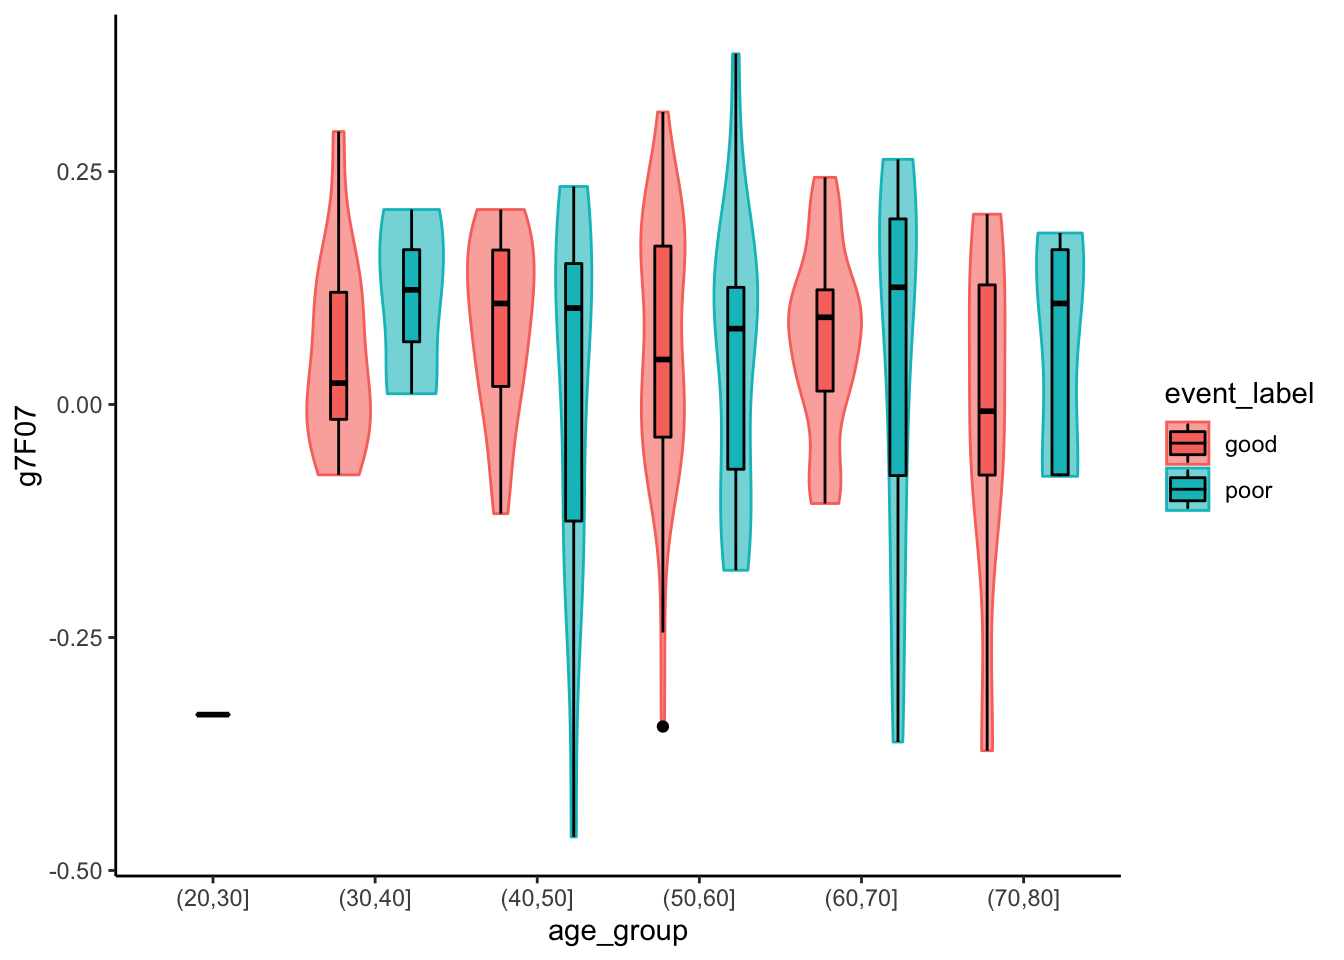 g7F07
0.25
0.00
-0.25
-0.50
(20,30]
(30,40]
(40,50]
(50,60]
(60,70]
(70,80]
age_group
event_label
good
poor